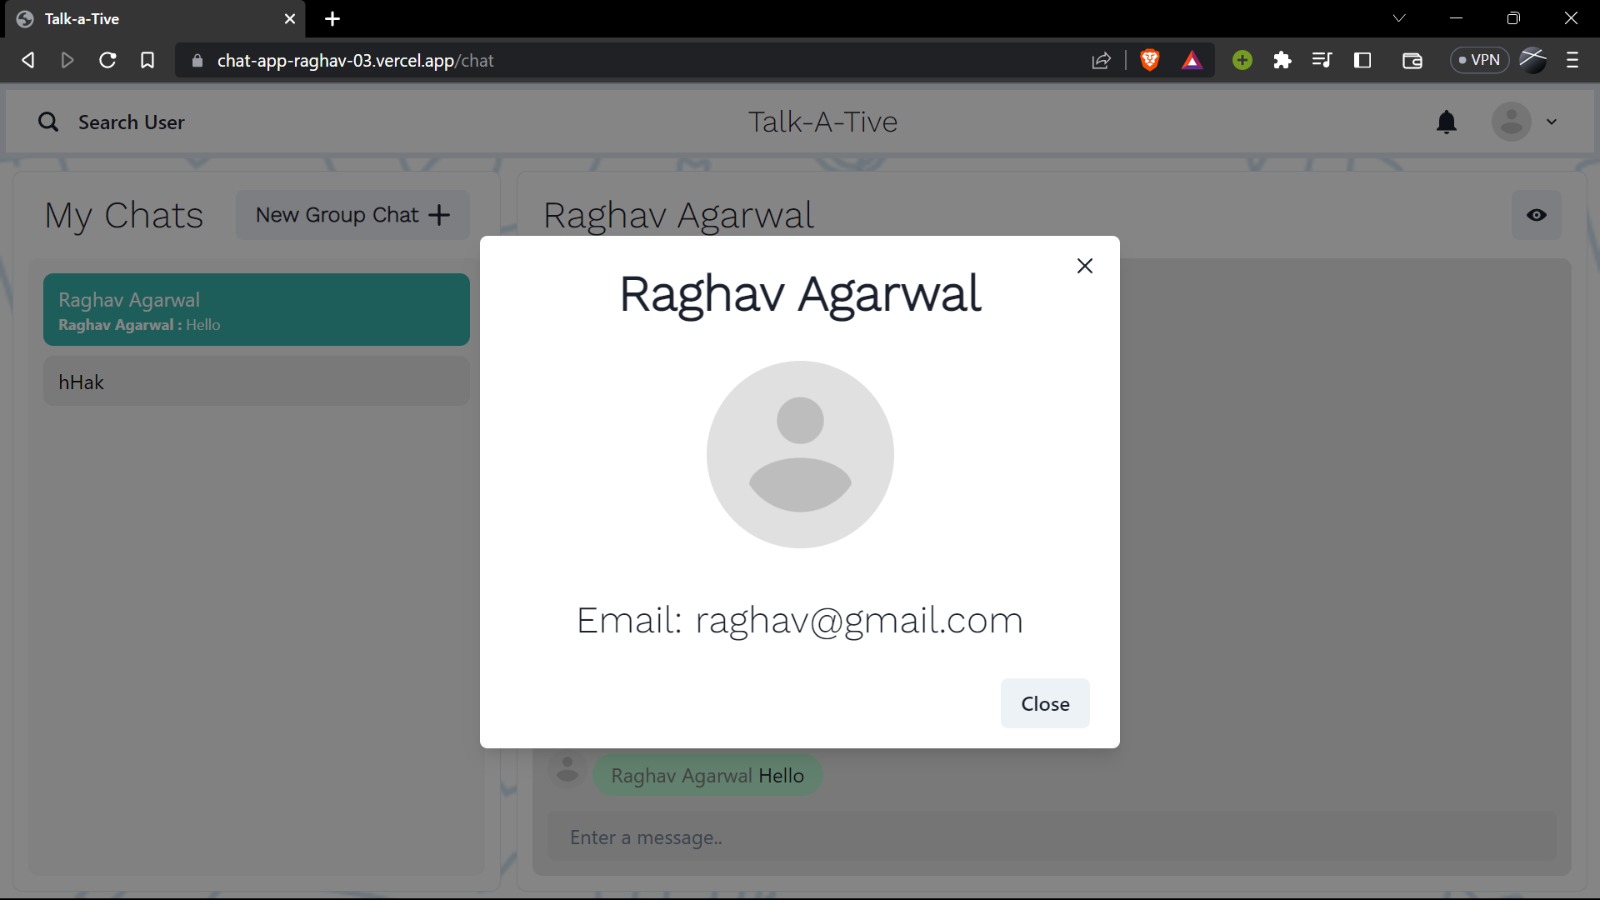 Talk-a-Tive
chat-app-raghav-03.vercel.app/chat
VPN
Search User
Talk-A-Tive
My Chats
New Group Chat
Raghav Agarwal
Raghav Agarwal
Raghav Agarwal : Hello
hHak
Raghav Agarwal
Email: raghav@gmail.com
Close
Raghav Agarwal Hello
Enter a message..